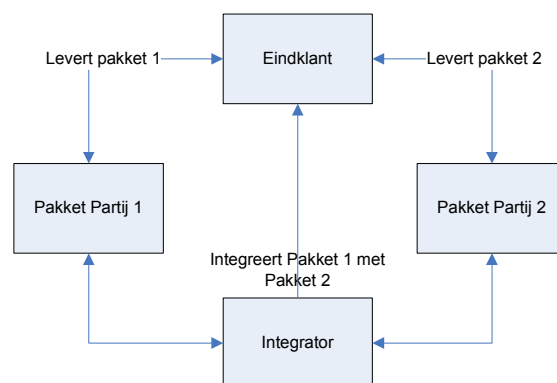 Levert pakket 1
Eindklant
Levert pakket 2
Pakket Partij 1
Pakket Partij 2
Integreert Pakket 1 met
Pakket 2
Integrator